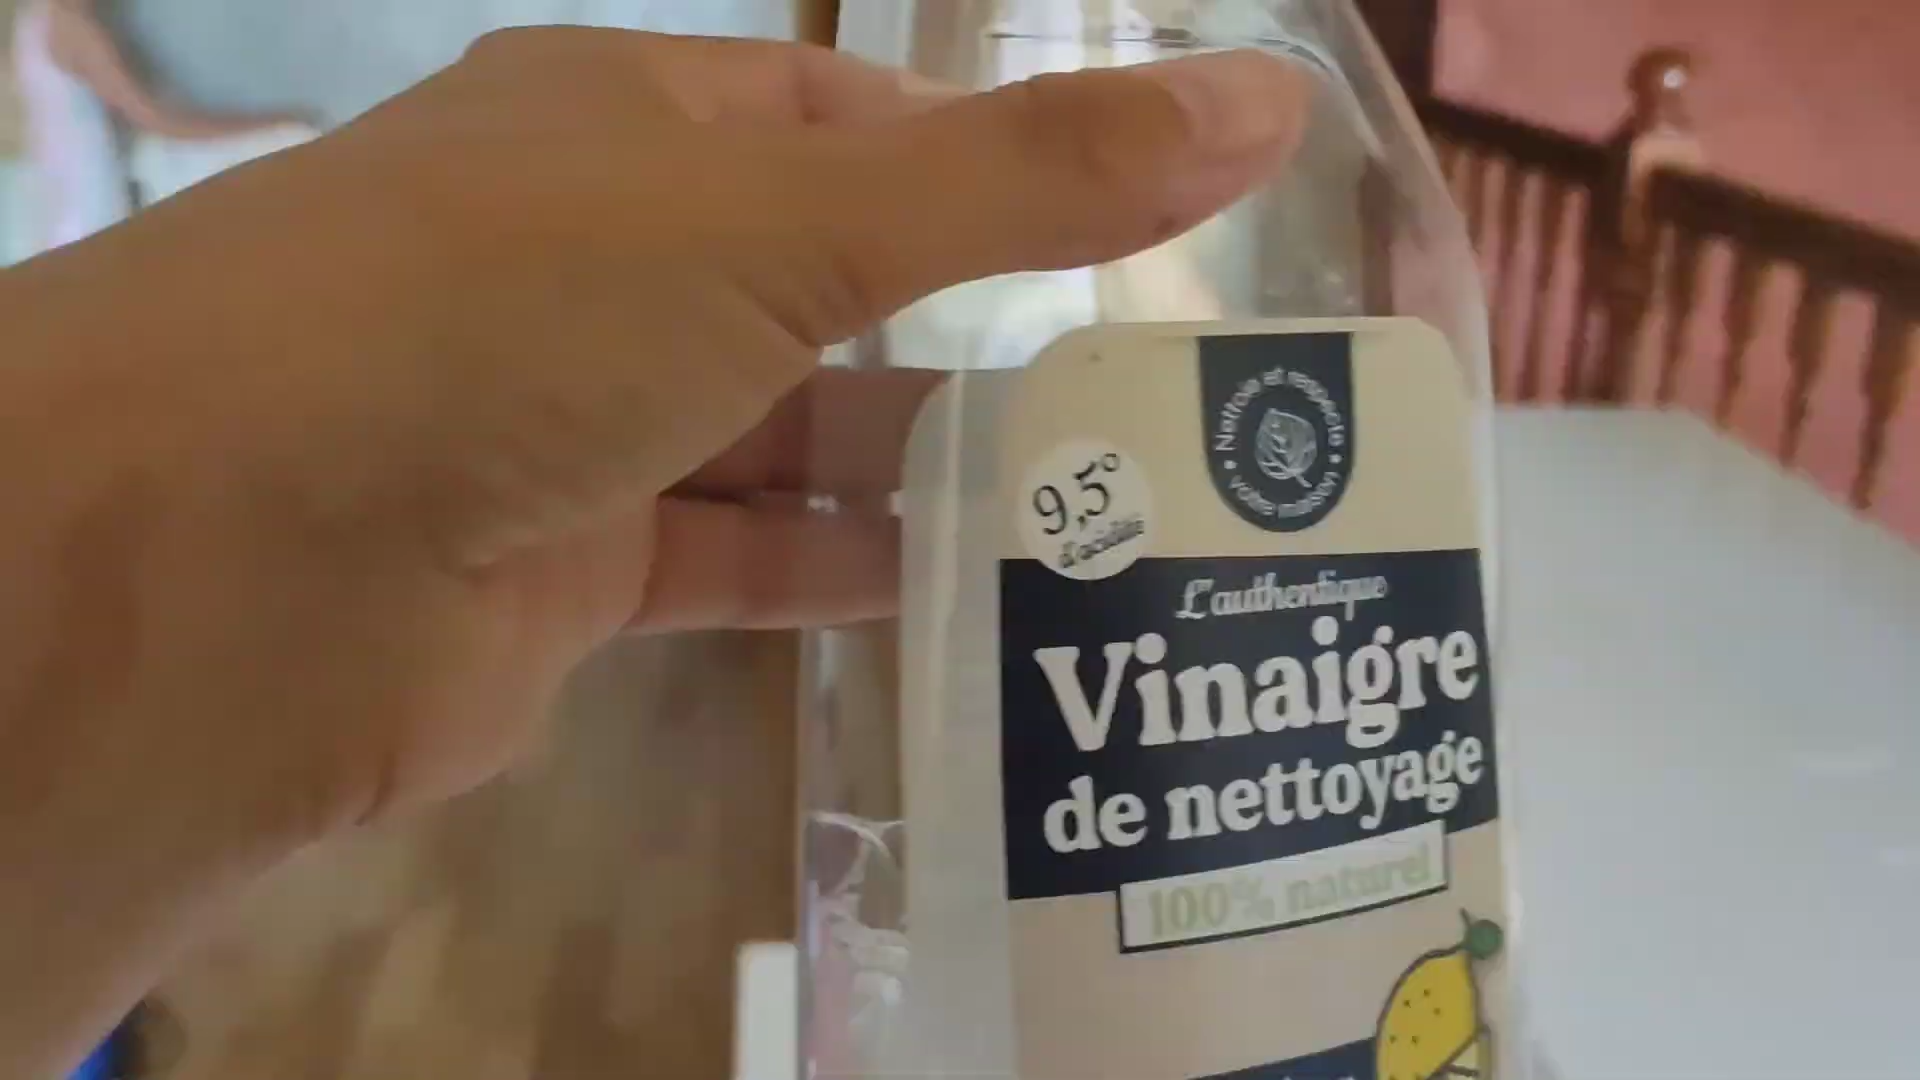 Nettoie et respecte
votre maison
9,5°
d'acidité
L'authentique
Vinaigre
de nettoyage
100% naturel